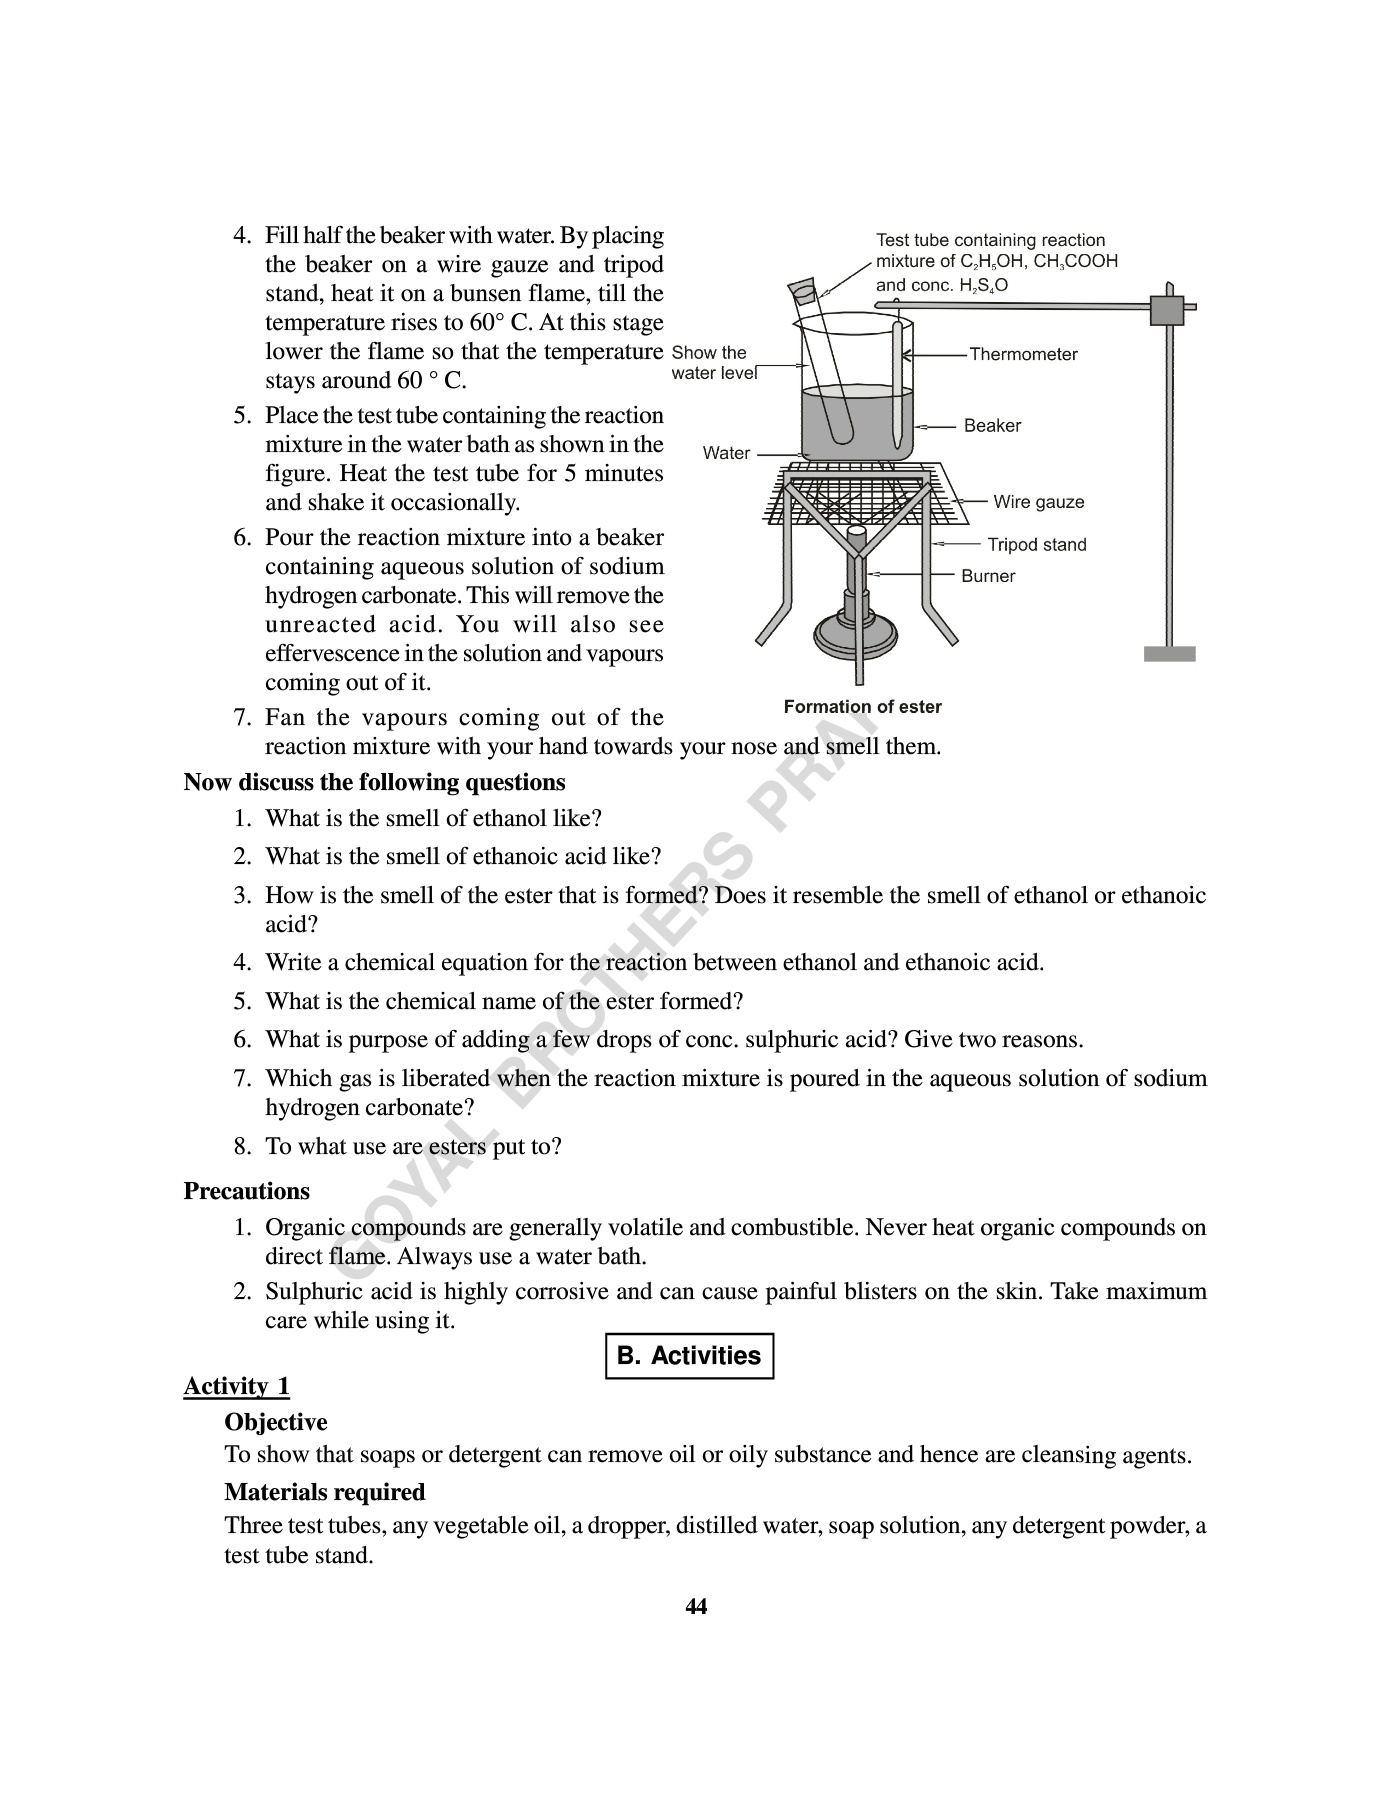 4. Fill half the beaker with water. By placing
the beaker on a wire gauze and tripod
stand, heat it on a bunsen flame, till the
temperature rises to 60° C. At this stage
lower the flame so that the temperature
stays around 60 ° C.
5. Place the test tube containing the reaction
mixture in the water bath as shown in the
figure. Heat the test tube for 5 minutes
and shake it occasionally.
6. Pour the reaction mixture into a beaker
containing aqueous solution of sodium
hydrogen carbonate. This will remove the
unreacted acid. You will also see
effervescence in the solution and vapours
coming out of it.
7. Fan the vapours coming out of the
reaction mixture with your hand towards your nose and smell them.
Test tube containing reaction
mixture of C₂H₅OH, CH₃COOH
and conc. H₂S₄O
Show the
water level
Thermometer
Beaker
Water
Wire gauze
Tripod stand
Burner
Formation of ester
Now discuss the following questions
1. What is the smell of ethanol like?
2. What is the smell of ethanoic acid like?
3. How is the smell of the ester that is formed? Does it resemble the smell of ethanol or ethanoic
acid?
4. Write a chemical equation for the reaction between ethanol and ethanoic acid.
5. What is the chemical name of the ester formed?
6. What is purpose of adding a few drops of conc. sulphuric acid? Give two reasons.
7. Which gas is liberated when the reaction mixture is poured in the aqueous solution of sodium
hydrogen carbonate?
8. To what use are esters put to?
Precautions
1. Organic compounds are generally volatile and combustible. Never heat organic compounds on
direct flame. Always use a water bath.
2. Sulphuric acid is highly corrosive and can cause painful blisters on the skin. Take maximum
care while using it.
B. Activities
Activity 1
Objective
To show that soaps or detergent can remove oil or oily substance and hence are cleansing agents.
Materials required
Three test tubes, any vegetable oil, a dropper, distilled water, soap solution, any detergent powder, a
test tube stand.
44
GOYAL BROTHERS